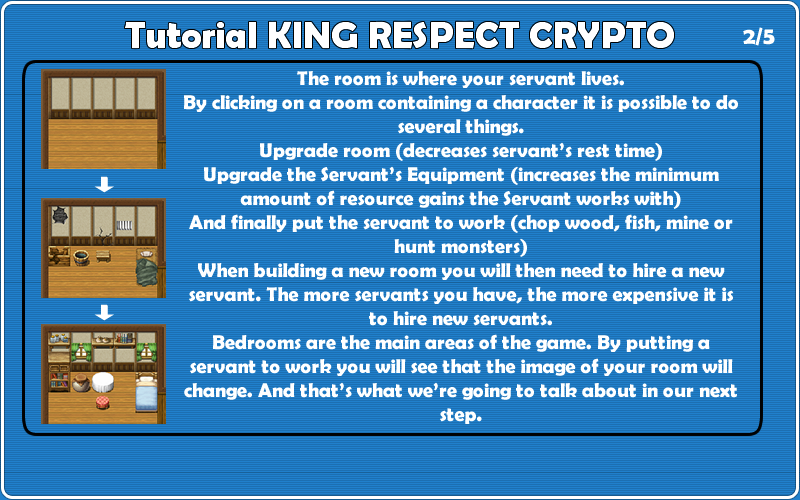 Tutorial KING RESPECT CRYPTO
2/5
The room is where your servant lives.
By clicking on a room containing a character it is possible to do
several things.
Upgrade room (decreases servant's rest time)
Upgrade the Servant's Equipment (increases the minimum
amount of resource gains the Servant works with)
And finally put the servant to work (chop wood, fish, mine or
hunt monsters)
When building a new room you will then need to hire a new
servant. The more servants you have, the more expensive it is
to hire new servants.
Bedrooms are the main areas of the game. By putting a
servant to work you will see that the image of your room will
change. And that's what we're going to talk about in our next
step.